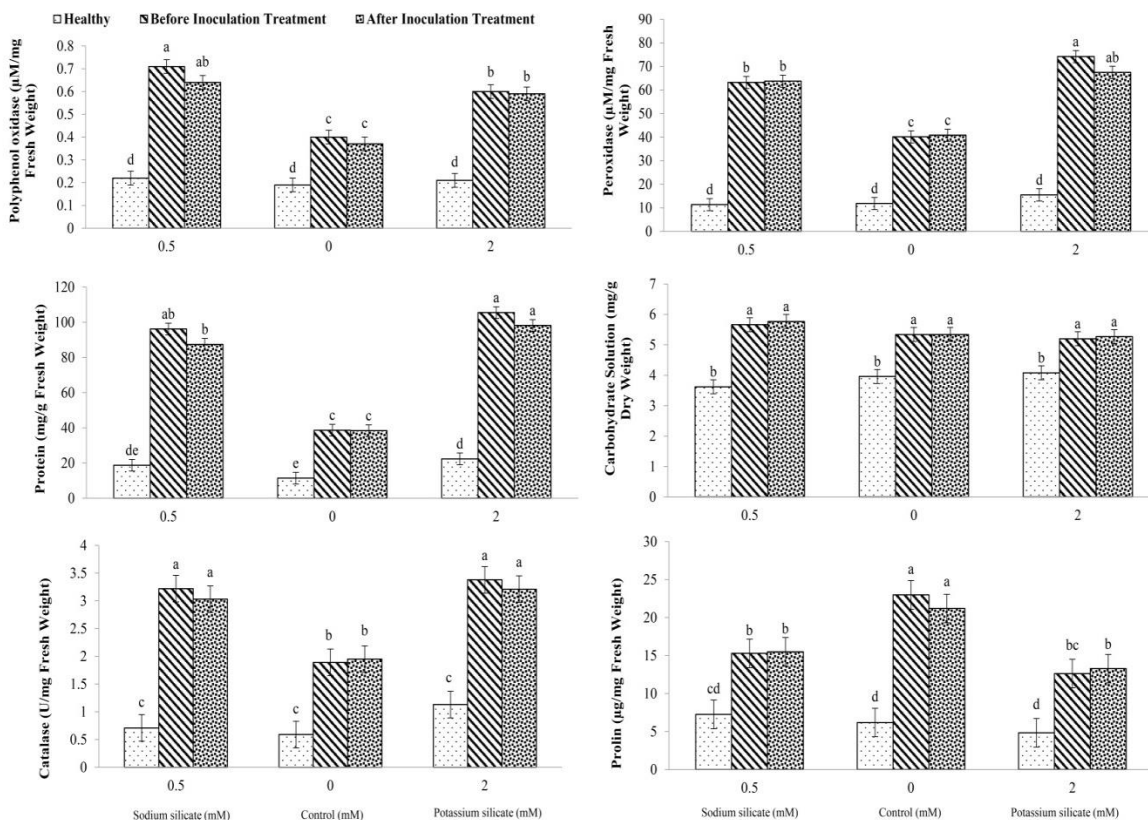 Healthy Before Inoculation Treatment After Inoculation Treatment
Polyphenol oxidase (µM/mg
Fresh Weight)
0.8
0.7
0.6
0.5
0.4
0.3
0.2
0.1
0
d a ab d c c d b b
0.5 0 2
Peroxidase (µM/mg Fresh
Weight)
90
80
70
60
50
40
30
20
10
0
d b b d c c d a ab
0.5 0 2
Protein (mg/g Fresh Weight)
120
100
80
60
40
20
0
de ab b e c c d a a
0.5 0 2
Carbohydrate Solution (mg/g
Dry Weight)
7
6
5
4
3
2
1
0
b a a b a a b a a
0.5 0 2
Catalase (U/mg Fresh Weight)
4
3.5
3
2.5
2
1.5
1
0.5
0
c a a c b b c a a
0.5 0 2
Sodium silicate (mM) Control (mM) Potassium silicate (mM)
Prolin (µg/mg Fresh Weight)
30
25
20
15
10
5
0
cd b b d a a d bc b
0.5 0 2
Sodium silicate (mM) Control (mM) Potassium silicate (mM)